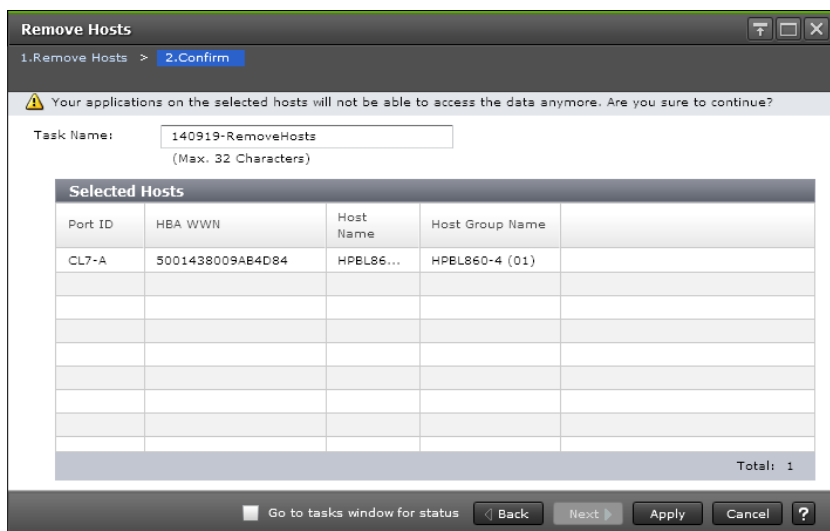 Remove Hosts
1.Remove Hosts > 2.Confirm
Your applications on the selected hosts will not be able to access the data anymore. Are you sure to continue?
Task Name: 140919-RemoveHosts
(Max. 32 Characters)
Selected Hosts
Port ID HBA WWN Host Name Host Group Name
CL7-A 5001438009AB4D84 HPBL86... HPBL860-4 (01)
Total: 1
Go to tasks window for status Back Next Apply Cancel ?